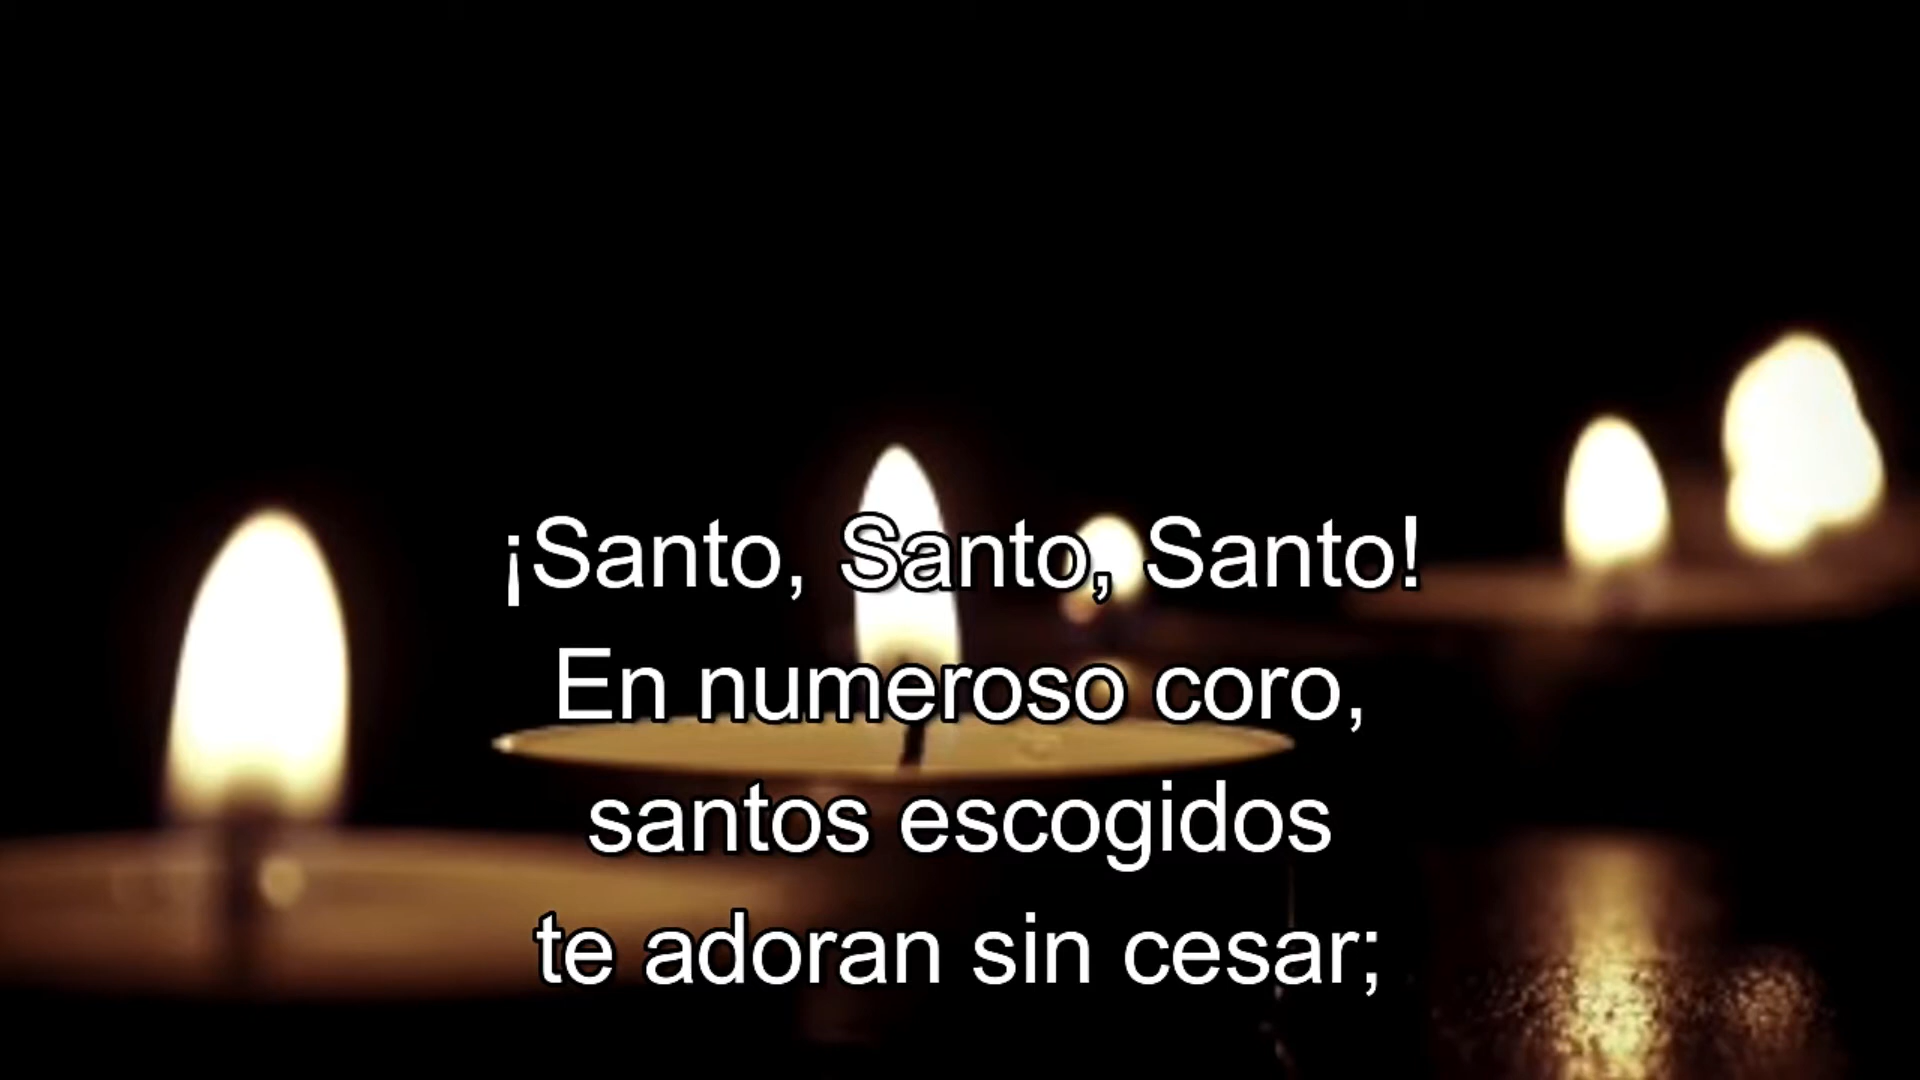 ¡Santo, Santo, Santo!
En numeroso coro,
santos escogidos
te adoran sin cesar;